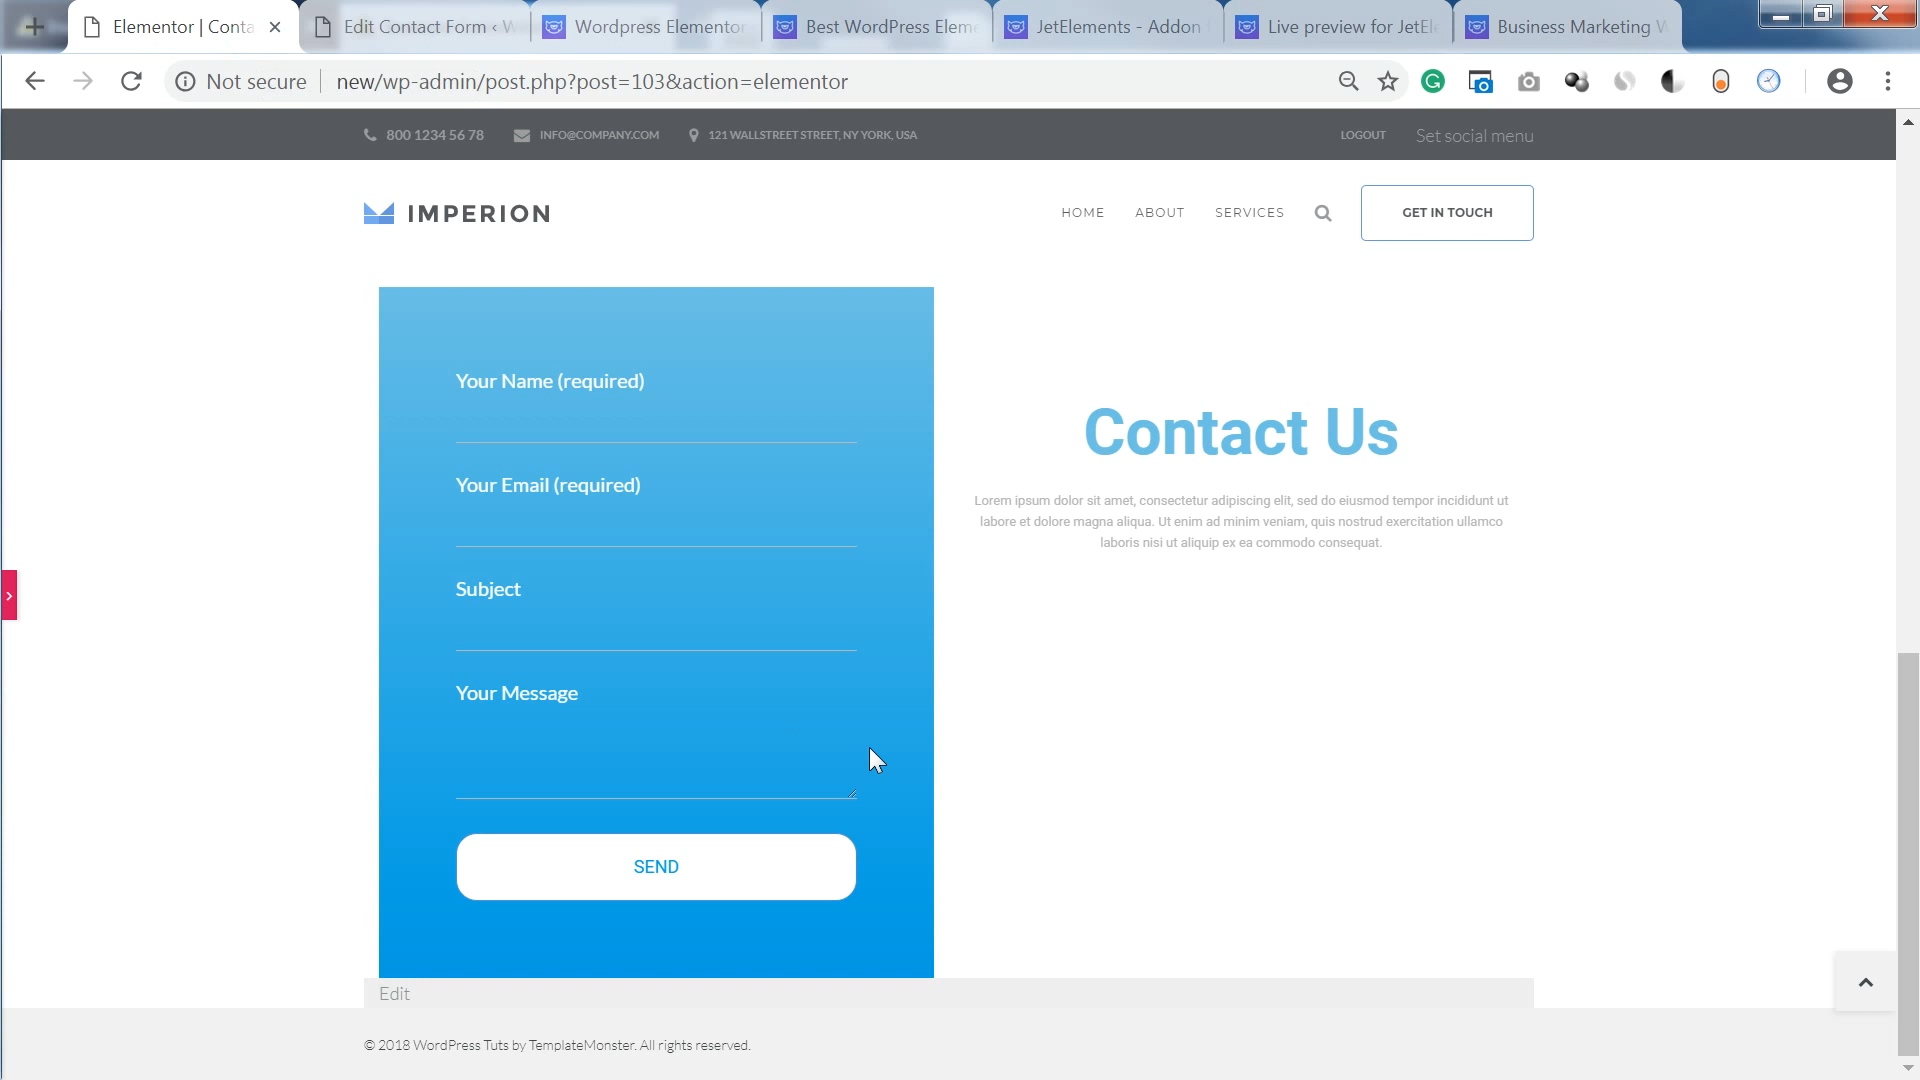 Elementor | Conta
Edit Contact Form ‹ W
Wordpress Elementor
Best WordPress Eleme
JetElements - Addon
Live preview for JetEle
Business Marketing W
Not secure
new/wp-admin/post.php?post=103&action=elementor
800 1234 56 78
INFO@COMPANY.COM
121 WALLSTREET STREET, NY YORK, USA
LOGOUT
Set social menu
IMPERION
HOME
ABOUT
SERVICES
GET IN TOUCH
Your Name (required)
Your Email (required)
Subject
Your Message
SEND
Contact Us
Lorem ipsum dolor sit amet, consectetur adipiscing elit, sed do eiusmod tempor incididunt ut
labore et dolore magna aliqua. Ut enim ad minim veniam, quis nostrud exercitation ullamco
laboris nisi ut aliquip ex ea commodo consequat.
Edit
© 2018 WordPress Tuts by TemplateMonster. All rights reserved.